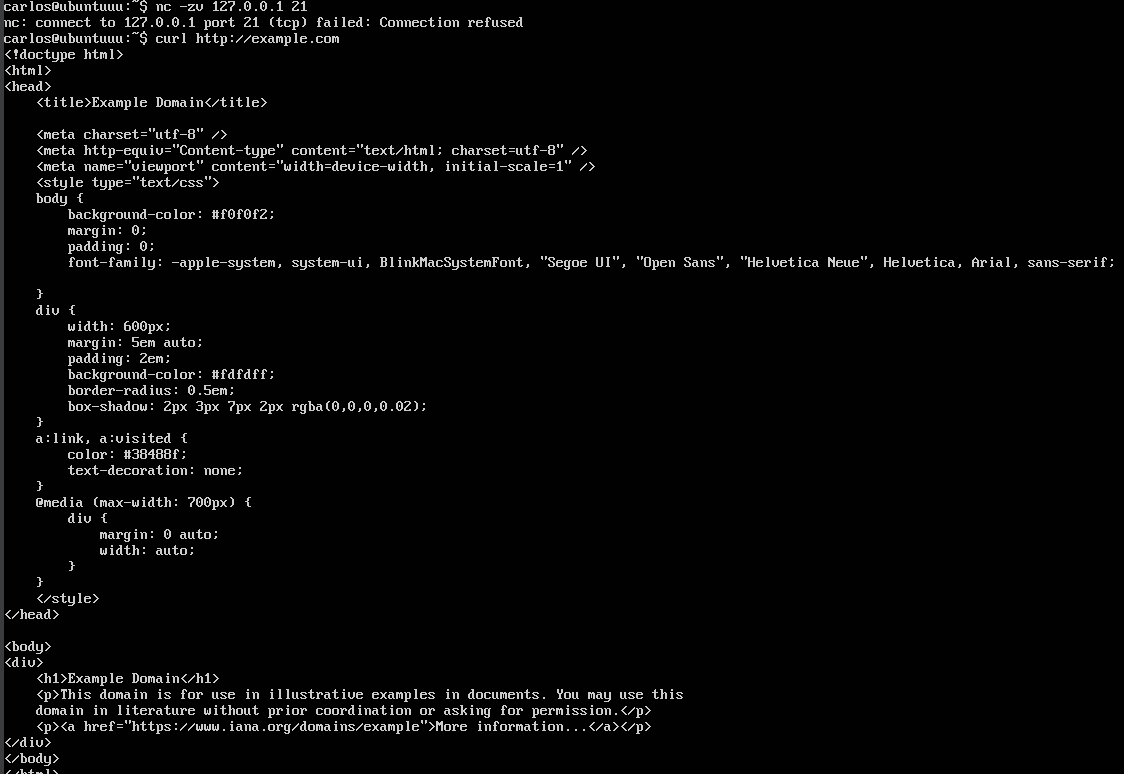 carlos@ubuntuuu:~$ nc -zv 127.0.0.1 21
nc: connect to 127.0.0.1 port 21 (tcp) failed: Connection refused
carlos@ubuntuuu:~$ curl http://example.com
<!doctype html>
<html>
<head>
    <title>Example Domain</title>

    <meta charset="utf-8" />
    <meta http-equiv="Content-type" content="text/html; charset=utf-8" />
    <meta name="viewport" content="width=device-width, initial-scale=1" />
    <style type="text/css">
    body {
        background-color: #f0f0f2;
        margin: 0;
        padding: 0;
        font-family: -apple-system, system-ui, BlinkMacSystemFont, "Segoe UI", "Open Sans", "Helvetica Neue", Helvetica, Arial, sans-serif;

    }
    div {
        width: 600px;
        margin: 5em auto;
        padding: 2em;
        background-color: #fdfdff;
        border-radius: 0.5em;
        box-shadow: 2px 3px 7px 2px rgba(0,0,0,0.02);
    }
    a:link, a:visited {
        color: #38488f;
        text-decoration: none;
    }
    @media (max-width: 700px) {
        div {
            margin: 0 auto;
            width: auto;
        }
    }
    </style>
</head>

<body>
<div>
    <h1>Example Domain</h1>
    <p>This domain is for use in illustrative examples in documents. You may use this
    domain in literature without prior coordination or asking for permission.</p>
    <p><a href="https://www.iana.org/domains/example">More information...</a></p>
</div>
</body>
</html>